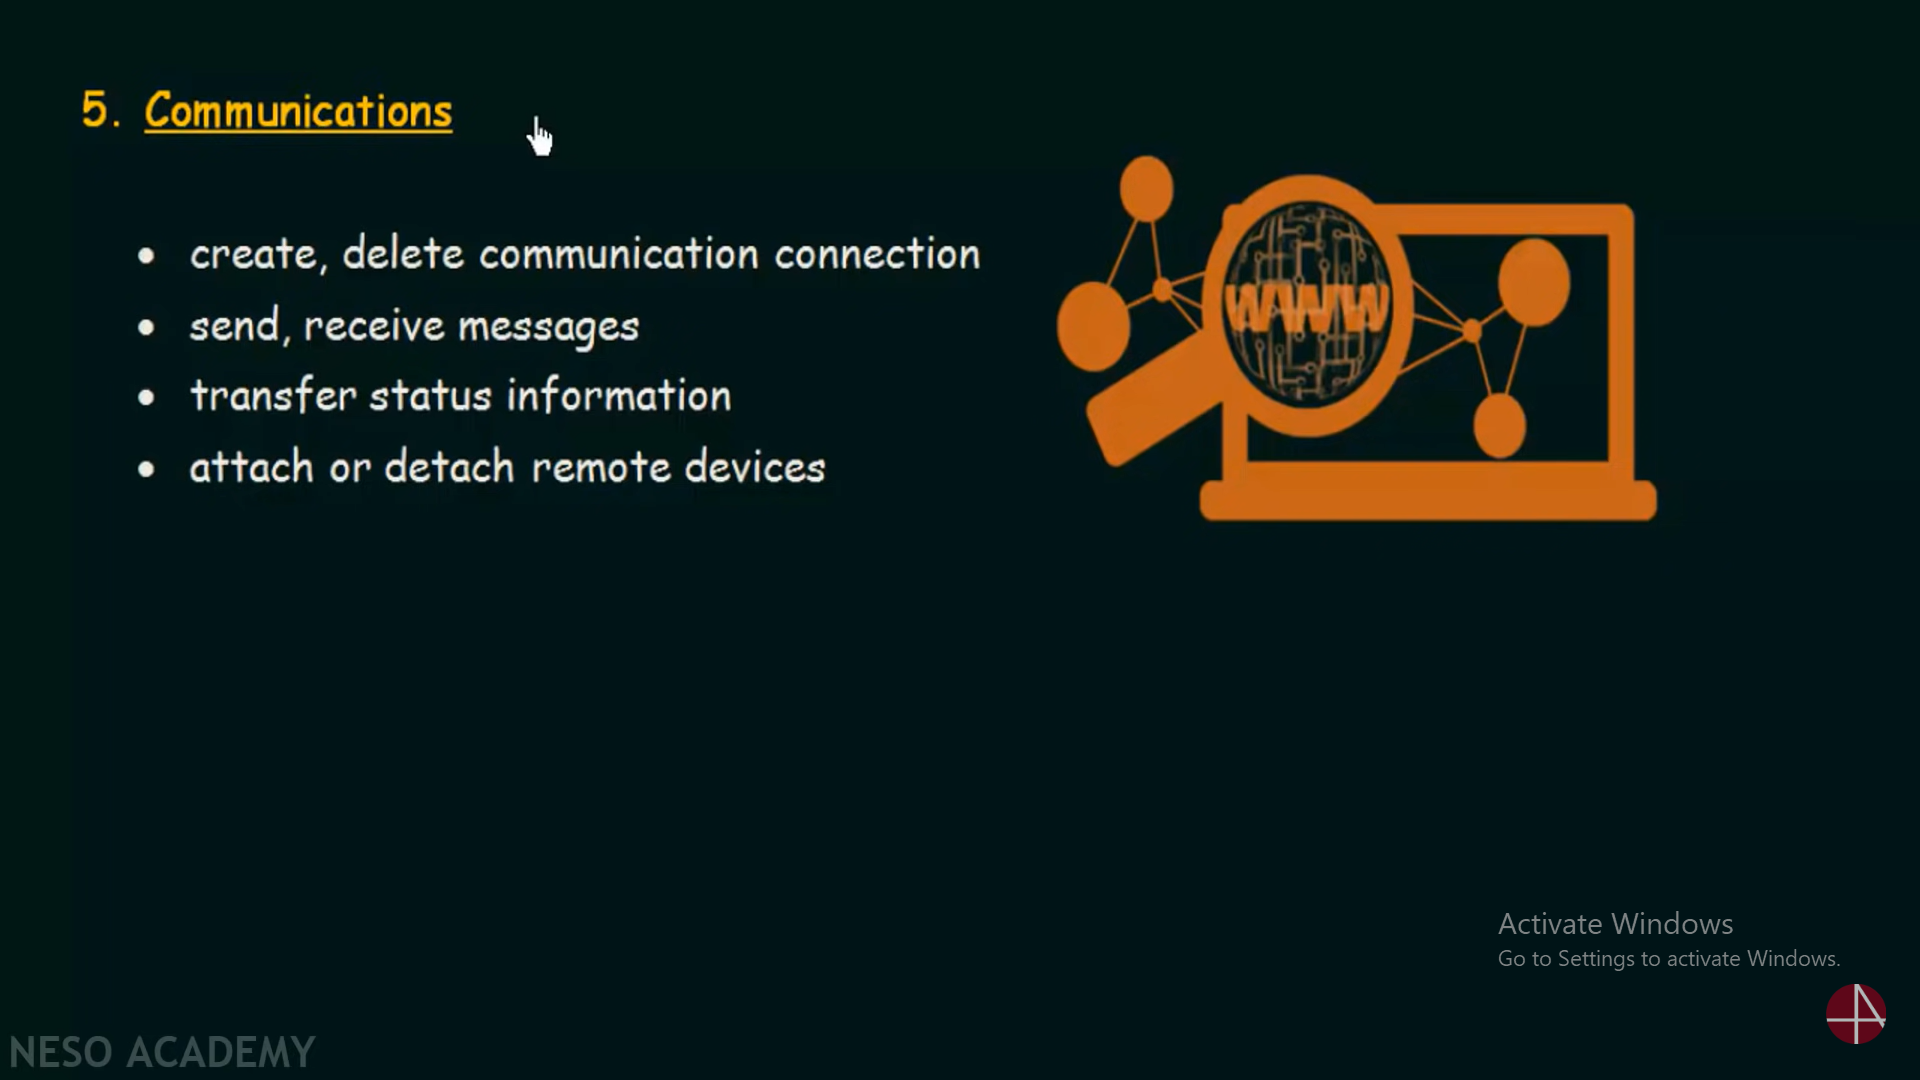 5. Communications
• create, delete communication connection
• send, receive messages
• transfer status information
• attach or detach remote devices
WWW
Activate Windows
Go to Settings to activate Windows.
NESO ACADEMY